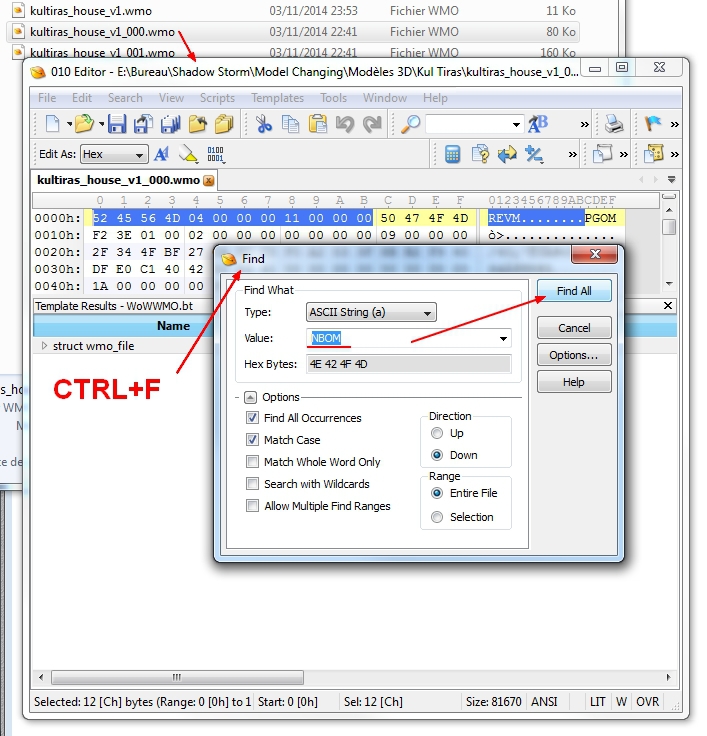 kultiras_house_v1.wmo 03/11/2014 23:53 Fichier WMO 11 Ko
kultiras_house_v1_000.wmo 03/11/2014 22:41 Fichier WMO 80 Ko
kultiras_house_v1_001.wmo 03/11/2014 22:41 Fichier WMO 160 Ko
010 Editor - E:\Bureau\Shadow Storm\Model Changing\Modèles 3D\Kul Tiras\kultiras_house_v1_0...
File Edit Search View Scripts Templates Tools Window Help
Edit As: Hex
kultiras_house_v1_000.wmo
0 1 2 3 4 5 6 7 8 9 A B C D E F 0123456789ABCDEF
0000h: 52 45 56 4D 04 00 00 00 11 00 00 00 50 47 4F 4D REVM........PGOM
0010h: F2 3E 01 00 02 00 00 00 00 00 00 00 09 00 00 00 ò>..............
0020h: 2F 34 4F BF 27
0030h: DF E0 C1 40 42
0040h: 1A 00 00 00 00
Template Results - WoWWMO.bt
Name
struct wmo_file
Find
Find What
Type: ASCII String (a)
Value: NBOM
Hex Bytes: 4E 42 4F 4D
Options
Find All Occurrences
Match Case
Match Whole Word Only
Search with Wildcards
Allow Multiple Find Ranges
Direction
Up
Down
Range
Entire File
Selection
Find All
Cancel
Options...
Help
CTRL+F
Selected: 12 [Ch] bytes (Range: 0 [0h] to 1 Start: 0 [0h] Sel: 12 [Ch] Size: 81670 ANSI LIT W OVR